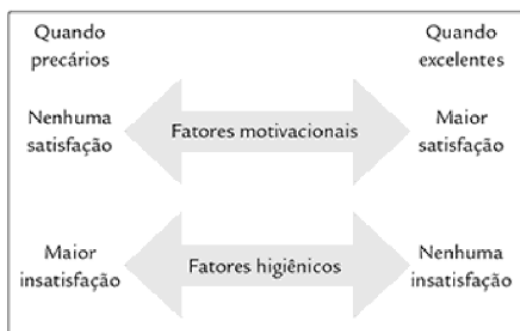 Quando
precários
Quando
excelentes
Nenhuma
satisfação
Fatores motivacionais
Maior
satisfação
Maior
insatisfação
Fatores higiênicos
Nenhuma
insatisfação